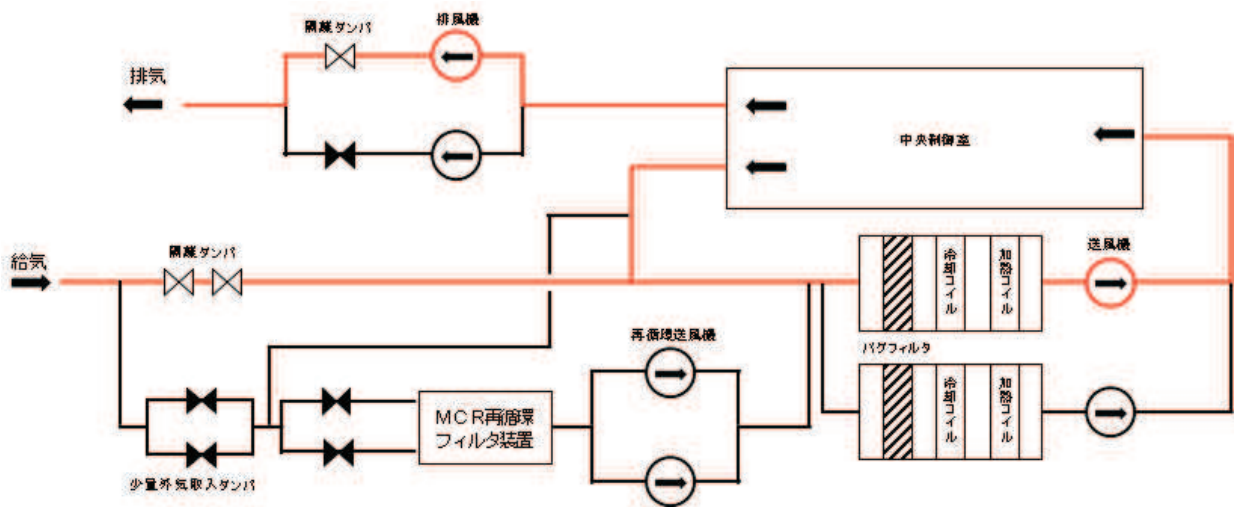 隔離ダンパ
排風機
排気
中央制御室
給気
隔離ダンパ
冷却コイル
加熱コイル
送風機
バグフィルタ
再循環送風機
冷却コイル
加熱コイル
MCR再循環
フィルタ装置
少量外気取入ダンパ